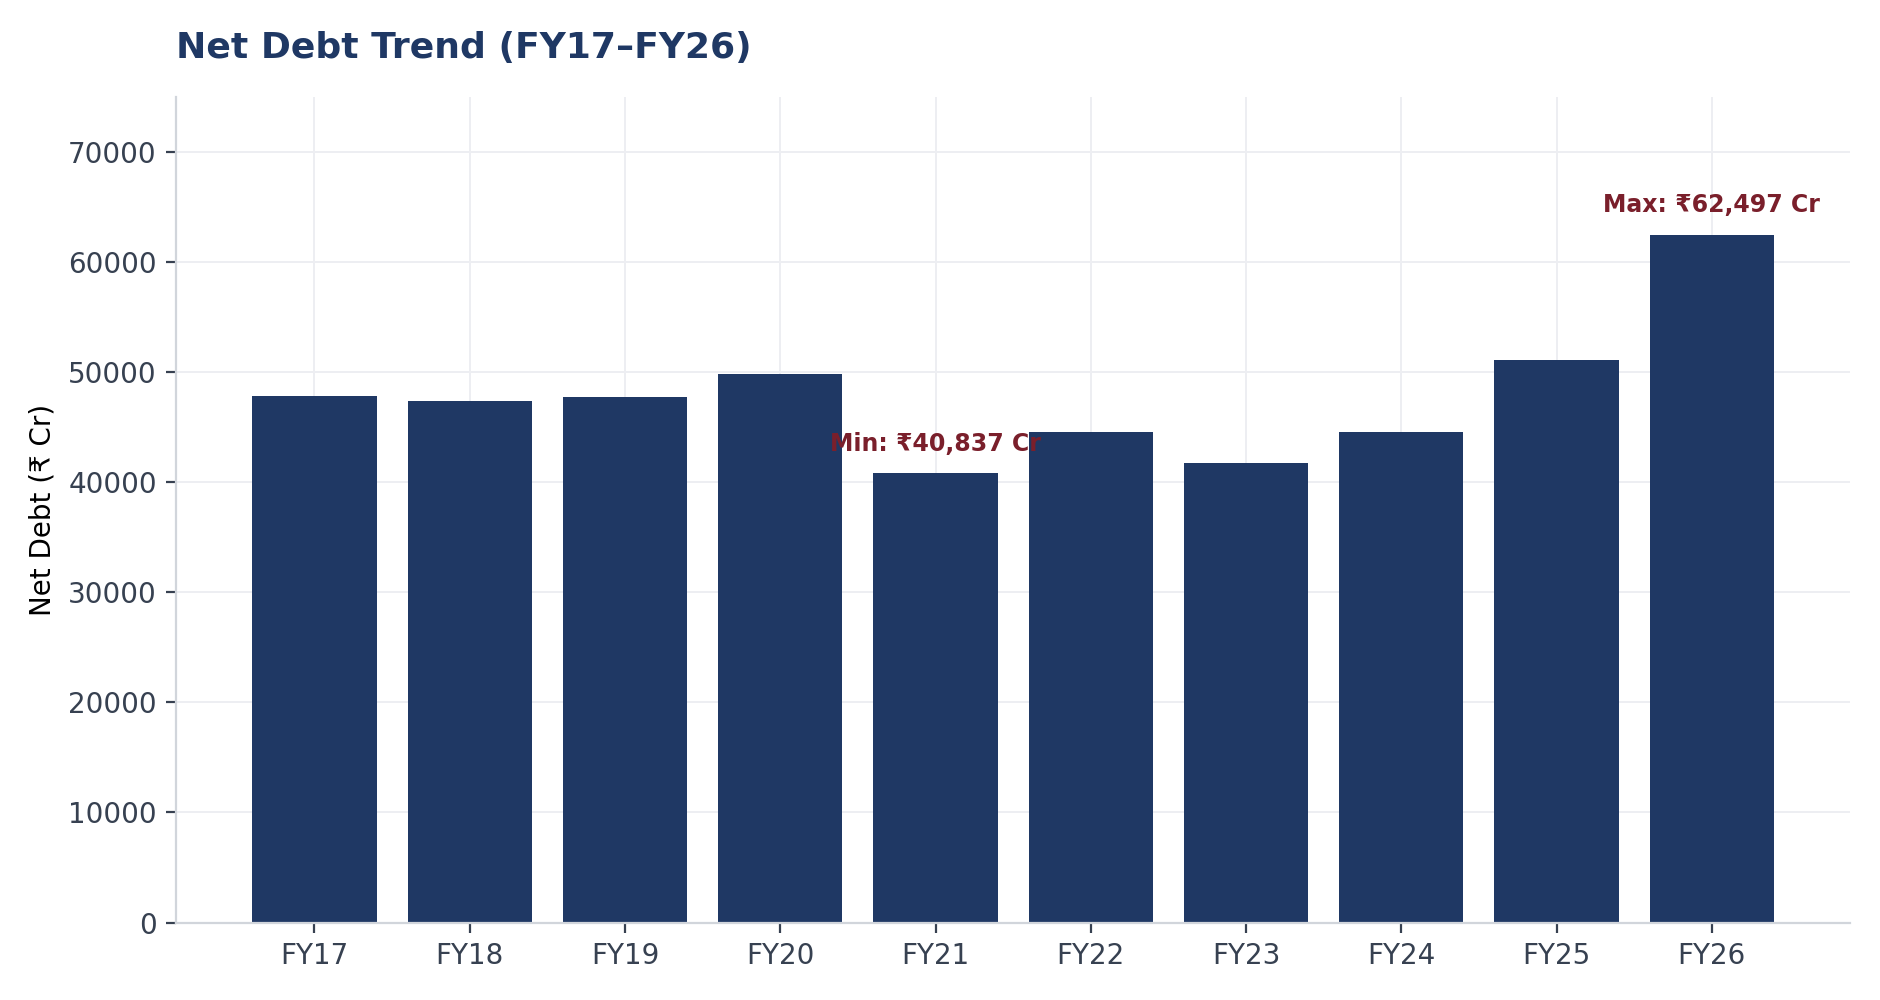 Net Debt Trend (FY17–FY26)
Net Debt (₹ Cr)
70000
60000
50000
40000
30000
20000
10000
0
Max: ₹62,497 Cr
Min: ₹40,837 Cr
FY17 FY18 FY19 FY20 FY21 FY22 FY23 FY24 FY25 FY26